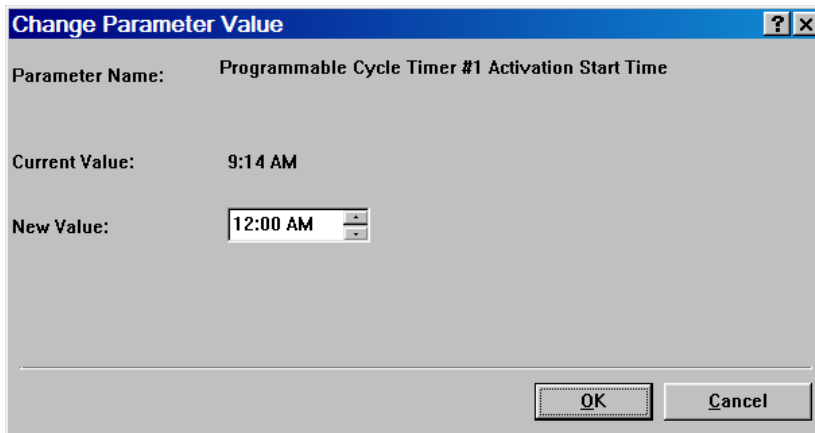 Change Parameter Value
Parameter Name: Programmable Cycle Timer #1 Activation Start Time
Current Value: 9:14 AM
New Value: 12:00 AM
OK Cancel